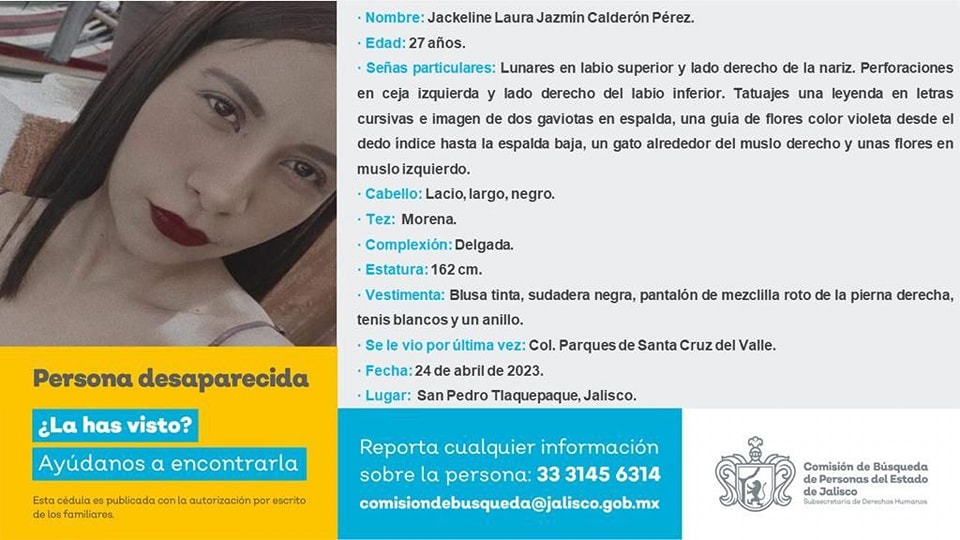 · Nombre: Jackeline Laura Jazmín Calderón Pérez.
· Edad: 27 años.
· Señas particulares: Lunares en labio superior y lado derecho de la nariz. Perforaciones
en ceja izquierda y lado derecho del labio inferior. Tatuajes una leyenda en letras
cursivas e imagen de dos gaviotas en espalda, una guía de flores color violeta desde el
dedo índice hasta la espalda baja, un gato alrededor del muslo derecho y unas flores en
muslo izquierdo.
· Cabello: Lacio, largo, negro.
· Tez: Morena.
· Complexión: Delgada.
· Estatura: 162 cm.
· Vestimenta: Blusa tinta, sudadera negra, pantalón de mezclilla roto de la pierna derecha,
tenis blancos y un anillo.
· Se le vio por última vez: Col. Parques de Santa Cruz del Valle.
· Fecha: 24 de abril de 2023.
· Lugar: San Pedro Tlaquepaque, Jalisco.
Persona desaparecida
¿La has visto?
Ayúdanos a encontrarla
Esta cédula es publicada con la autorización por escrito
de los familiares.
Reporta cualquier información
sobre la persona: 33 3145 6314
comisiondebusqueda@jalisco.gob.mx
Comisión de Búsqueda
de Personas del Estado
de Jalisco
Subsecretaría de Derechos Humanos